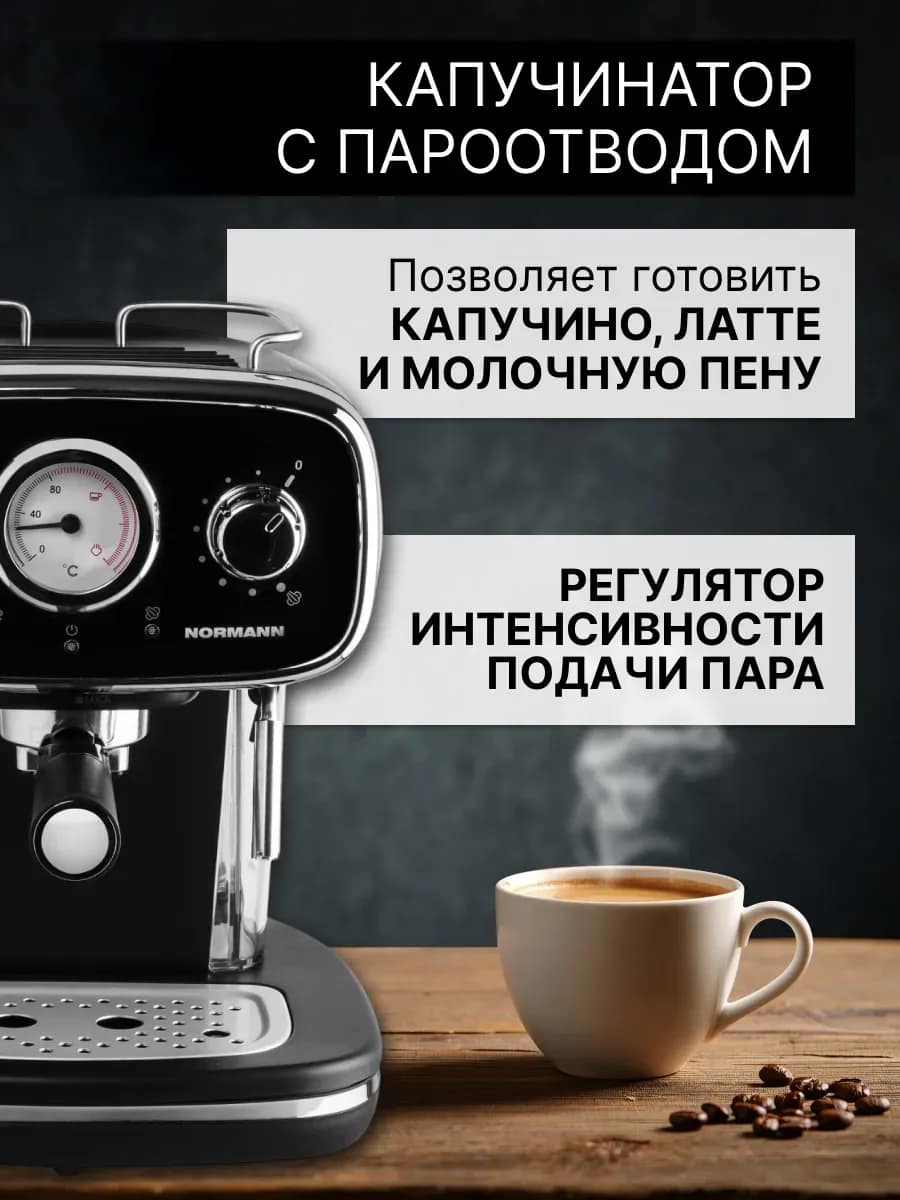 КАПУЧИНАТОР
С ПАРООТВОДОМ
Позволяет готовить
КАПУЧИНО, ЛАТТЕ
И МОЛОЧНУЮ ПЕНУ
0
80
40
0
°C
NORMANN
РЕГУЛЯТОР
ИНТЕНСИВНОСТИ
ПОДАЧИ ПАРА